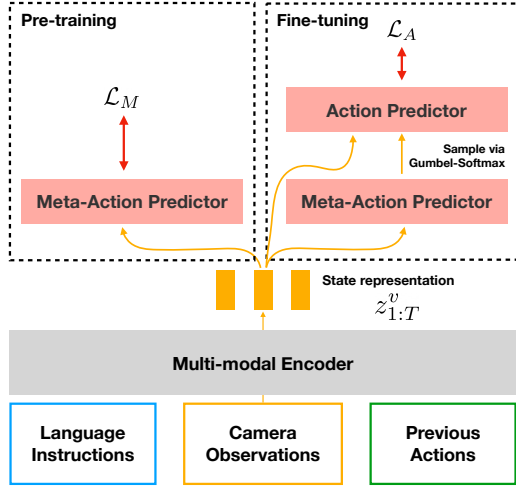 Pre-training
Fine-tuning
ℒ_M
ℒ_A
Action Predictor
Sample via
Gumbel-Softmax
Meta-Action Predictor
Meta-Action Predictor
State representation
z^v_{1:T}
Multi-modal Encoder
Language
Instructions
Camera
Observations
Previous
Actions